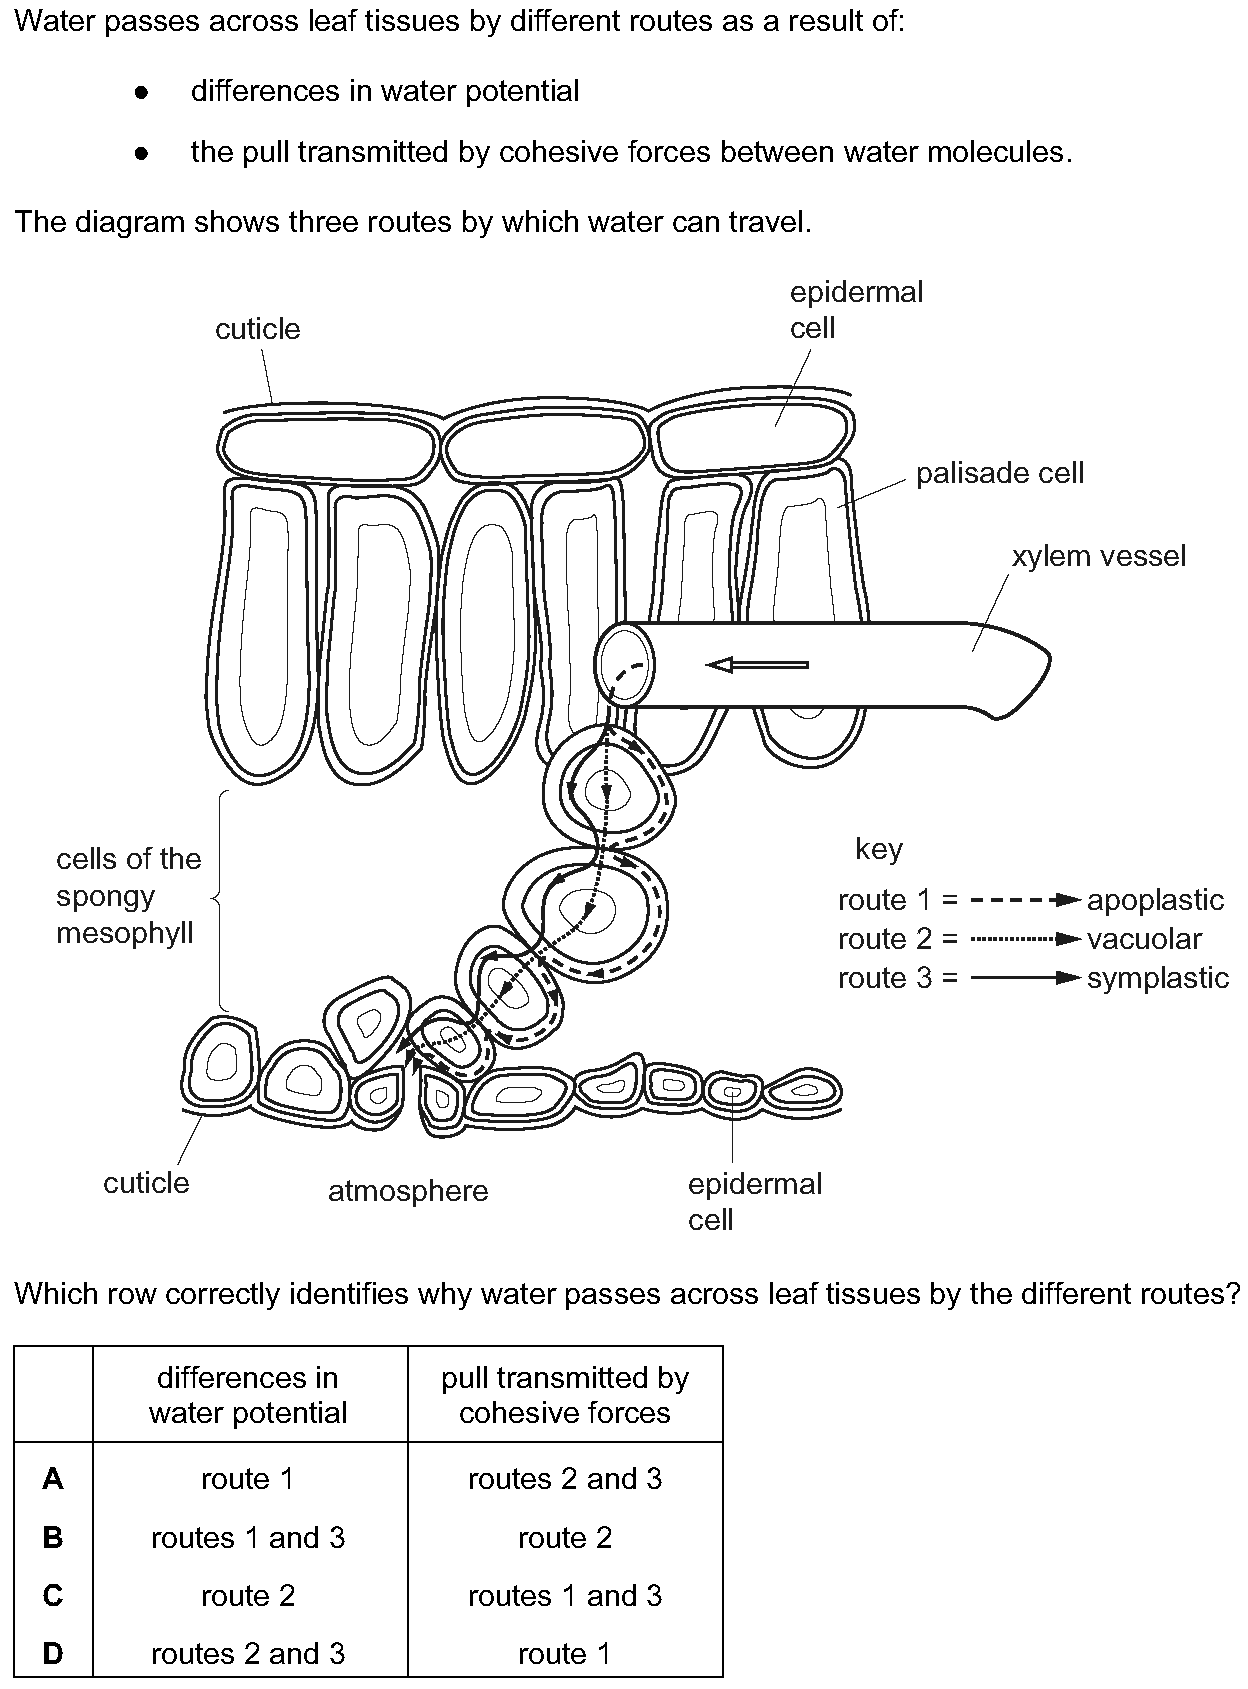 Water passes across leaf tissues by different routes as a result of:
● differences in water potential
● the pull transmitted by cohesive forces between water molecules.
The diagram shows three routes by which water can travel.
epidermal
cell
cuticle
palisade cell
xylem vessel
cells of the
spongy
mesophyll
key
route 1 = apoplastic
route 2 = vacuolar
route 3 = symplastic
cuticle
atmosphere
epidermal
cell
Which row correctly identifies why water passes across leaf tissues by the different routes?
differences in water potential pull transmitted by cohesive forces
A route 1 routes 2 and 3
B routes 1 and 3 route 2
C route 2 routes 1 and 3
D routes 2 and 3 route 1